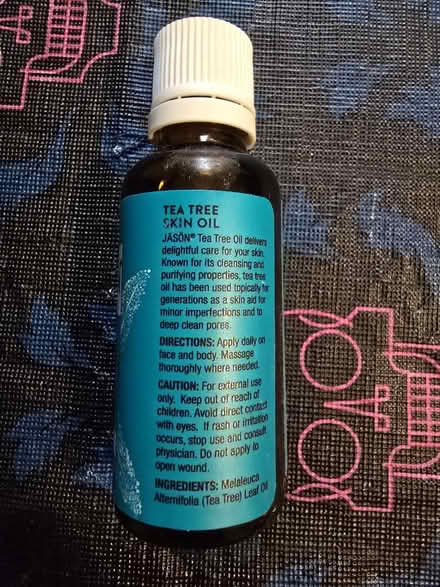 TEA TREE
SKIN OIL
JĀSÖN® Tea Tree Oil delivers
delightful care for your skin.
Known for its cleansing and
purifying properties, tea tree
oil has been used topically for
generations as a skin aid for
minor imperfections and to
deep clean pores.
DIRECTIONS: Apply daily on
face and body. Massage
thoroughly where needed.
CAUTION: For external use
only. Keep out of reach of
children. Avoid direct contact
with eyes. If rash or irritation
occurs, stop use and consult
physician. Do not apply to
open wound.
INGREDIENTS: Melaleuca
Alternifolia (Tea Tree) Leaf Oil